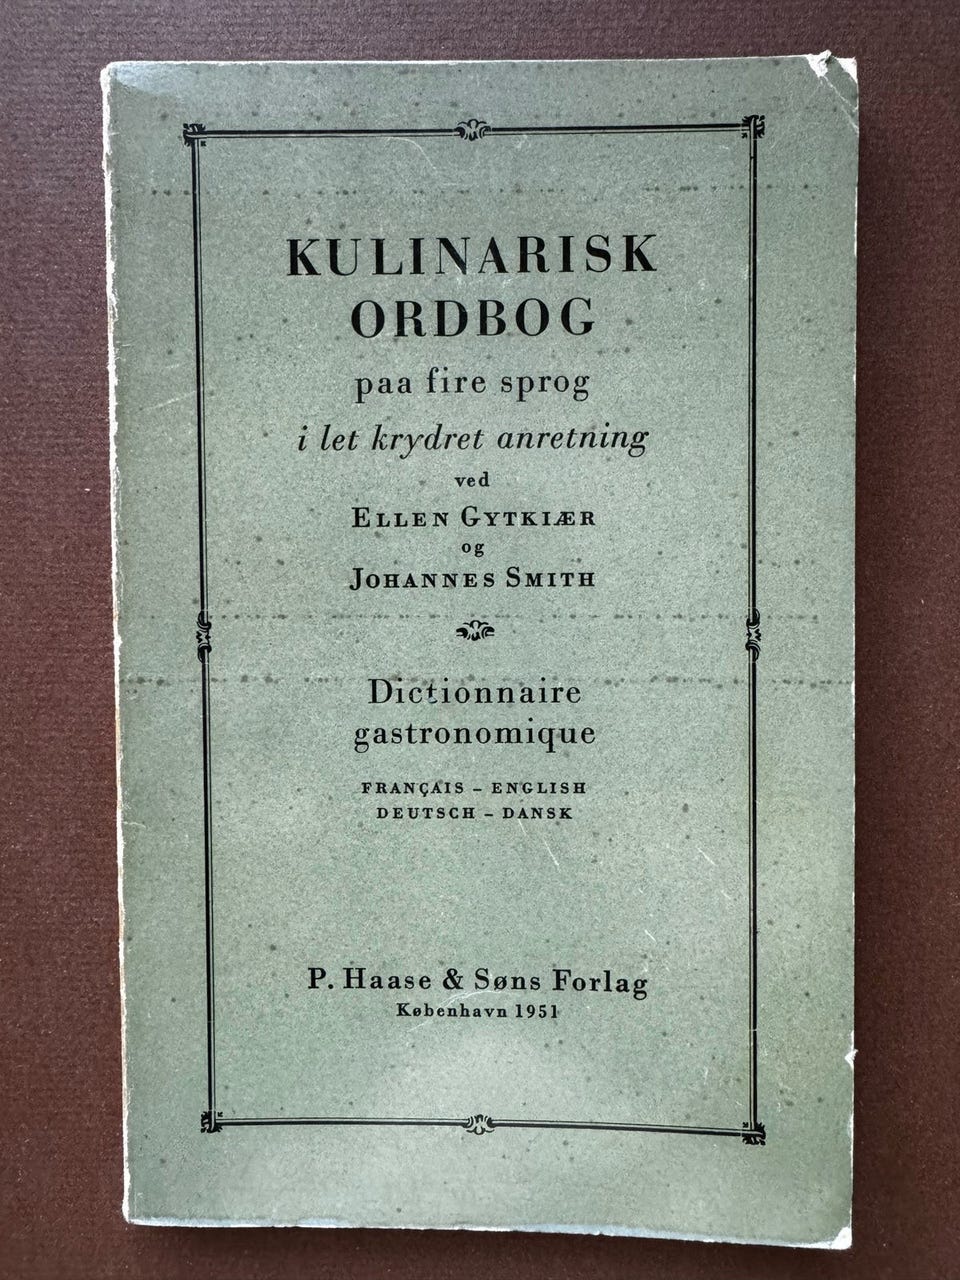 KULINARISK
ORDBOG
paa fire sprog
i let krydret anretning
ved
ELLEN GYTKIÆR
og
JOHANNES SMITH
Dictionnaire
gastronomique
FRANÇAIS – ENGLISH
DEUTSCH – DANSK
P. Haase & Søns Forlag
København 1951